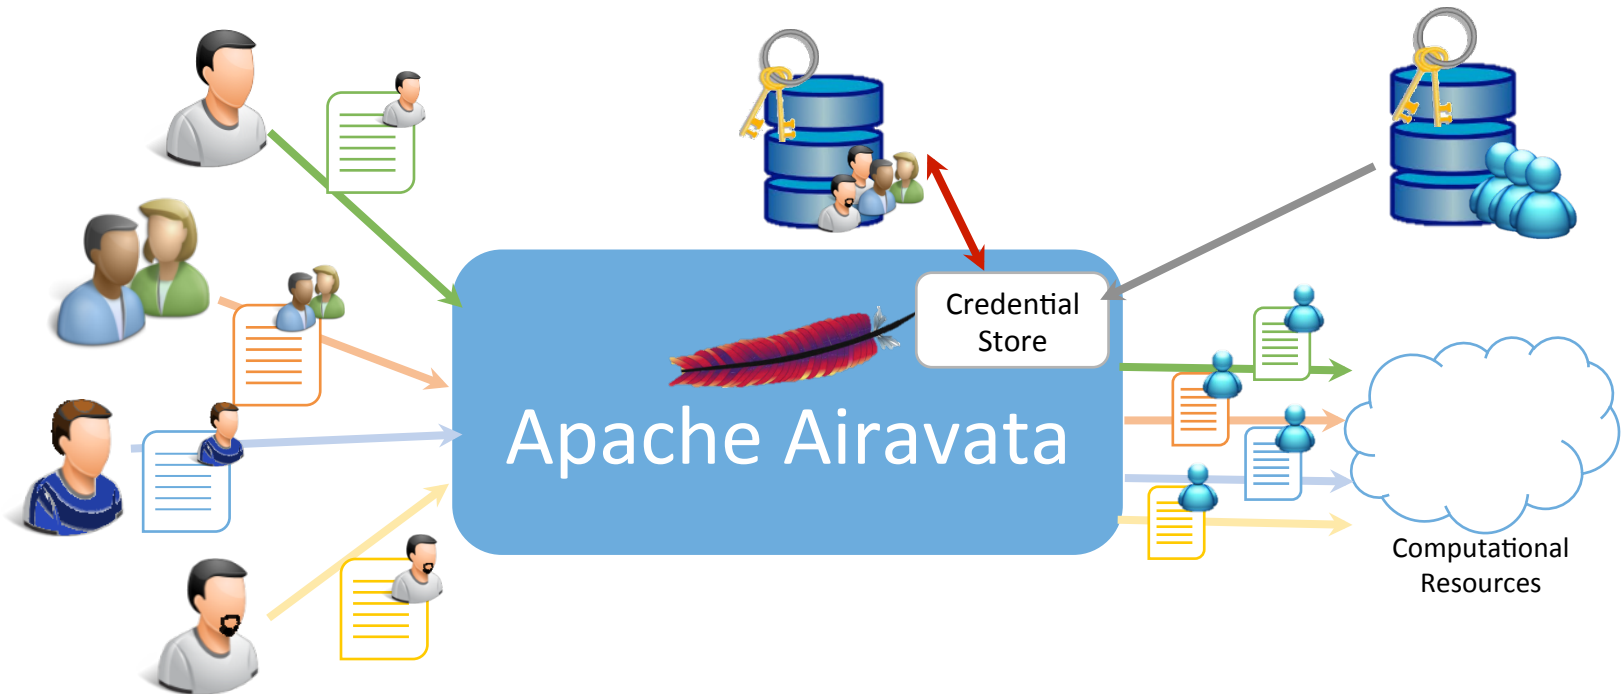 Credential
Store
Apache Airavata
Computational
Resources